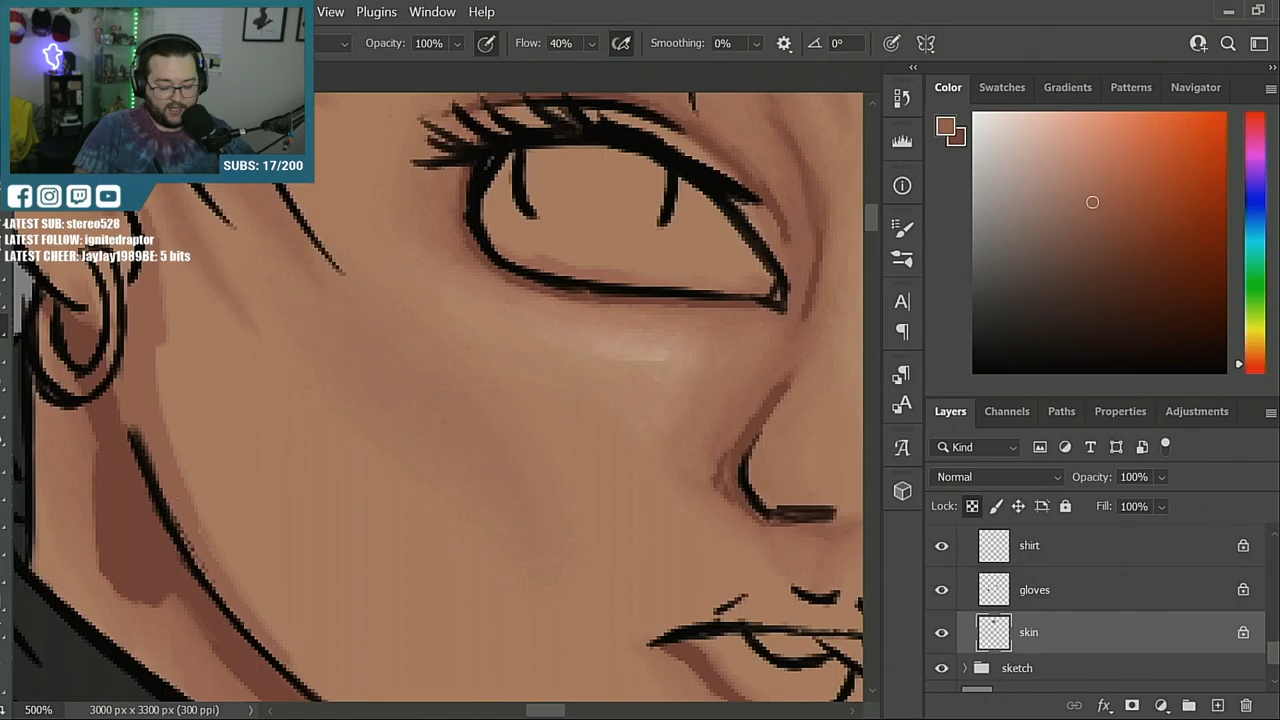 View Plugins Window Help
Opacity: 100% Flow: 40% Smoothing: 0% 0°
SUBS: 17/200
LATEST SUB: stereo528
LATEST FOLLOW: ignitedraptor
LATEST CHEER: JayJay1989BE: 5 bits
Color Swatches Gradients Patterns Navigator
Layers Channels Paths Properties Adjustments
Kind
Normal Opacity: 100%
Lock: Fill: 100%
shirt
gloves
skin
sketch
500% 3000 px x 3300 px (300 ppi)